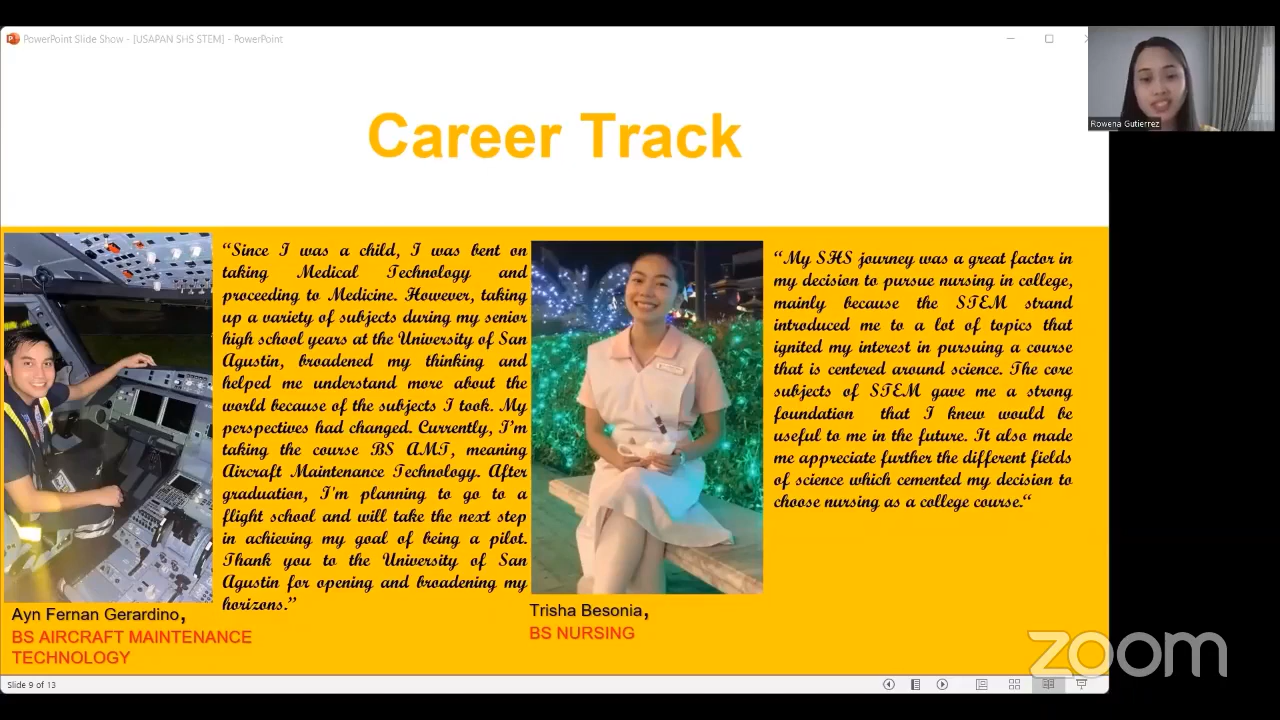 PowerPoint Slide Show - [USAPAN SHS STEM] - PowerPoint
Rowena Gutierrez
Career Track
“Since I was a child, I was bent on
taking Medical Technology and
proceeding to Medicine. However, taking
up a variety of subjects during my senior
high school years at the University of San
Agustin, broadened my thinking and
helped me understand more about the
world because of the subjects I took. My
perspectives had changed. Currently, I'm
taking the course BS AMT, meaning
Aircraft Maintenance Technology. After
graduation, I'm planning to go to a
flight school and will take the next step
in achieving my goal of being a pilot.
Thank you to the University of San
Agustin for opening and broadening my
horizons.”
Ayn Fernan Gerardino,
BS AIRCRAFT MAINTENANCE
TECHNOLOGY
“My SHS journey was a great factor in
my decision to pursue nursing in college,
mainly because the STEM strand
introduced me to a lot of topics that
ignited my interest in pursuing a course
that is centered around science. The core
subjects of STEM gave me a strong
foundation that I knew would be
useful to me in the future. It also made
me appreciate further the different fields
of science which cemented my decision to
choose nursing as a college course.“
Trisha Besonia,
BS NURSING
zoom
Slide 9 of 13